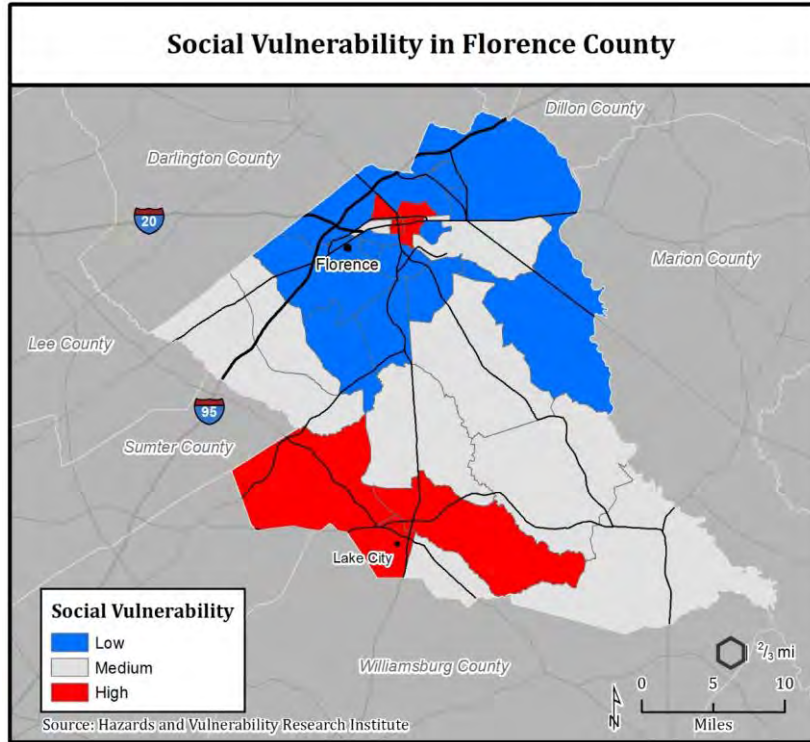 Social Vulnerability in Florence County
Dillon County
Darlington County
20
Florence
Marion County
Lee County
95
Sumter County
Lake City
Social Vulnerability
Low
Medium
High
Williamsburg County
2/3 mi
0 5 10
Miles
N
Source: Hazards and Vulnerability Research Institute